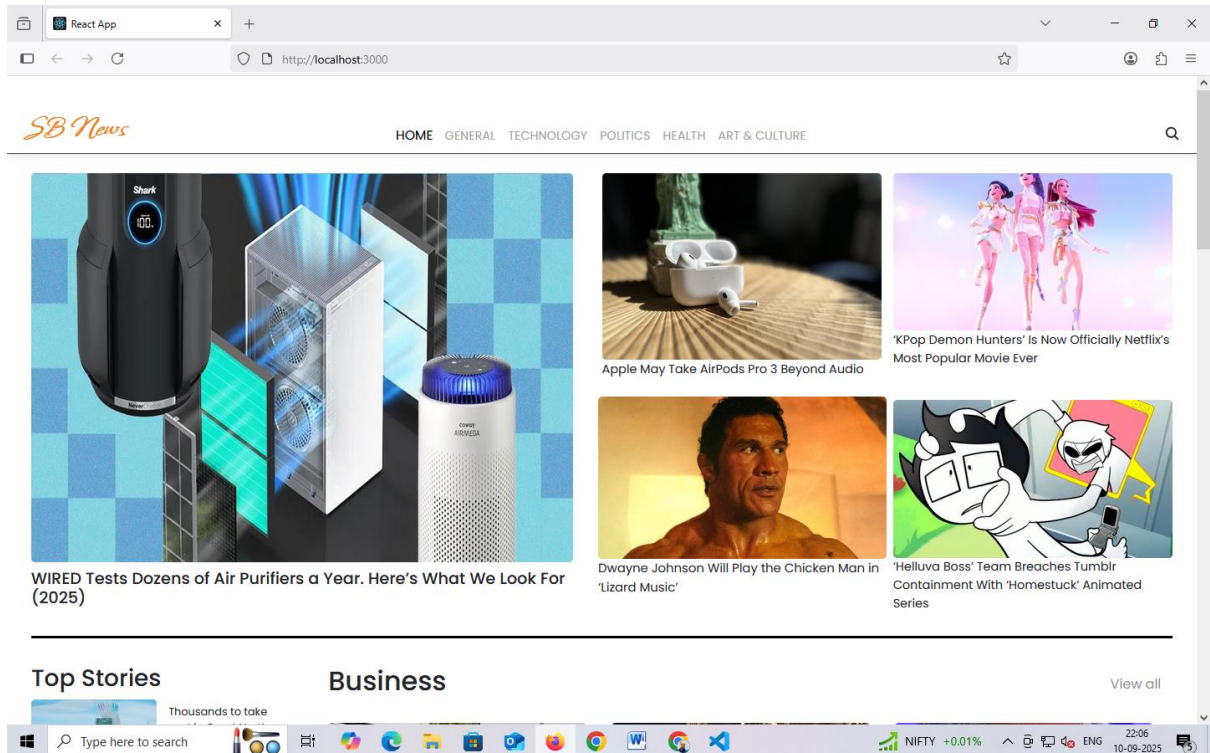 React App
http://localhost:3000
SB News
HOME GENERAL TECHNOLOGY POLITICS HEALTH ART & CULTURE
Shark
100.
COWAY
AIRMEGA
WIRED Tests Dozens of Air Purifiers a Year. Here's What We Look For
(2025)
Apple May Take AirPods Pro 3 Beyond Audio
'KPop Demon Hunters' Is Now Officially Netflix's
Most Popular Movie Ever
Dwayne Johnson Will Play the Chicken Man in
'Lizard Music'
'Helluva Boss' Team Breaches Tumblr
Containment With 'Homestuck' Animated
Series
Top Stories
Thousands to take
Business
View all
Type here to search
NIFTY +0.01%
ENG
22:06
10-09-2025